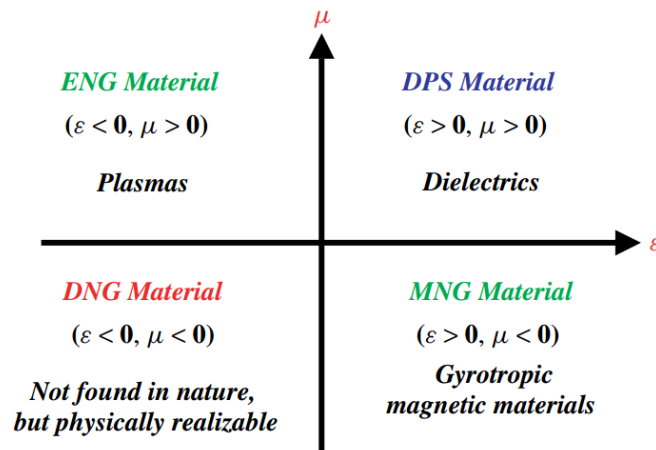 μ
ENG Material
(ε < 0, μ > 0)
Plasmas
DPS Material
(ε > 0, μ > 0)
Dielectrics
ε
DNG Material
(ε < 0, μ < 0)
Not found in nature,
but physically realizable
MNG Material
(ε > 0, μ < 0)
Gyrotropic
magnetic materials